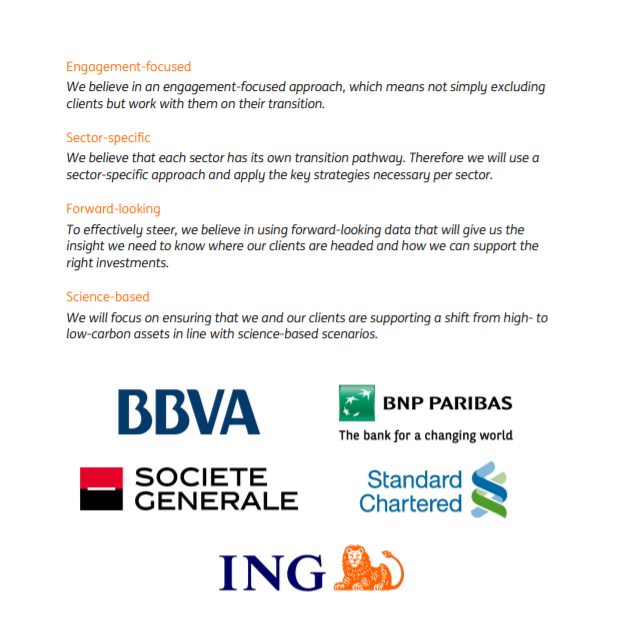 Engagement-focused
We believe in an engagement-focused approach, which means not simply excluding
clients but work with them on their transition.
Sector-specific
We believe that each sector has its own transition pathway. Therefore we will use a
sector-specific approach and apply the key strategies necessary per sector.
Forward-looking
To effectively steer, we believe in using forward-looking data that will give us the
insight we need to know where our clients are headed and how we can support the
right investments.
Science-based
We will focus on ensuring that we and our clients are supporting a shift from high- to
low-carbon assets in line with science-based scenarios.
BBVA
BNP PARIBAS
The bank for a changing world
SOCIETE
GENERALE
Standard
Chartered
ING